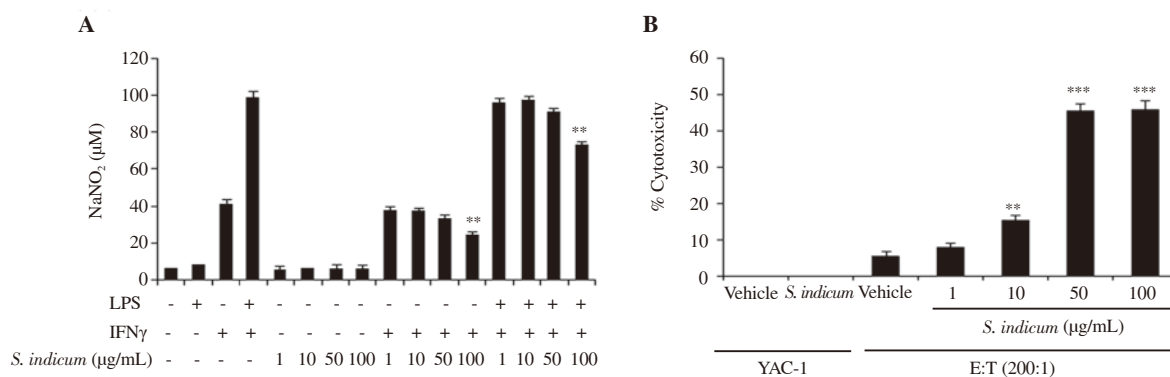 A
120
100
80
60
40
20
0
NaNO₂ (µM)
**
**
LPS - + - + - - - - - - - - + + + +
IFNγ - - + + - - - - + + + + + + + +
S. indicum (µg/mL) - - - - 1 10 50 100 1 10 50 100 1 10 50 100
B
60
50
40
30
20
10
0
% Cytotoxicity
**
***
***
Vehicle S. indicum Vehicle 1 10 50 100
S. indicum (µg/mL)
YAC-1 E:T (200:1)